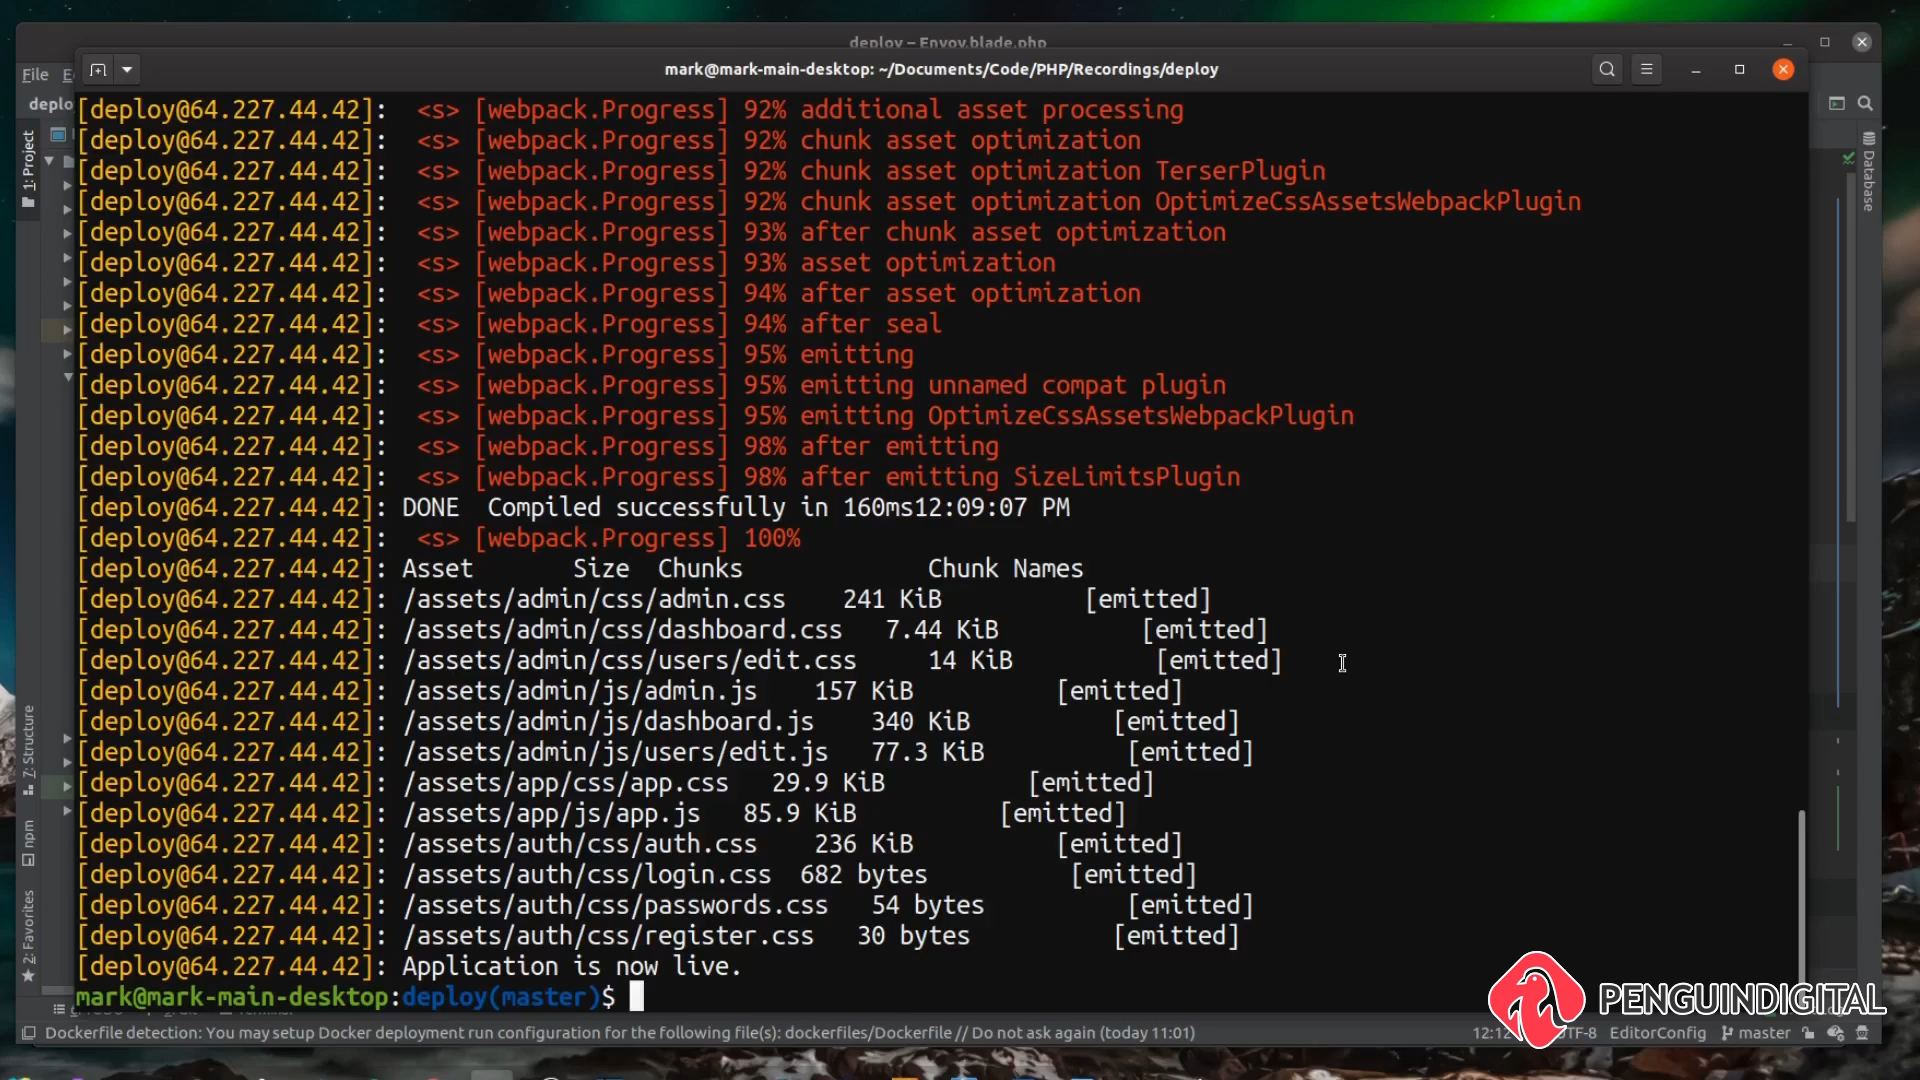 deploy – Envoy.blade.php
mark@mark-main-desktop: ~/Documents/Code/PHP/Recordings/deploy
File
deplo
1: Project
7: Structure
npm
2: Favorites
Database
[deploy@64.227.44.42]: <s> [webpack.Progress] 92% additional asset processing
[deploy@64.227.44.42]: <s> [webpack.Progress] 92% chunk asset optimization
[deploy@64.227.44.42]: <s> [webpack.Progress] 92% chunk asset optimization TerserPlugin
[deploy@64.227.44.42]: <s> [webpack.Progress] 92% chunk asset optimization OptimizeCssAssetsWebpackPlugin
[deploy@64.227.44.42]: <s> [webpack.Progress] 93% after chunk asset optimization
[deploy@64.227.44.42]: <s> [webpack.Progress] 93% asset optimization
[deploy@64.227.44.42]: <s> [webpack.Progress] 94% after asset optimization
[deploy@64.227.44.42]: <s> [webpack.Progress] 94% after seal
[deploy@64.227.44.42]: <s> [webpack.Progress] 95% emitting
[deploy@64.227.44.42]: <s> [webpack.Progress] 95% emitting unnamed compat plugin
[deploy@64.227.44.42]: <s> [webpack.Progress] 95% emitting OptimizeCssAssetsWebpackPlugin
[deploy@64.227.44.42]: <s> [webpack.Progress] 98% after emitting
[deploy@64.227.44.42]: <s> [webpack.Progress] 98% after emitting SizeLimitsPlugin
[deploy@64.227.44.42]: DONE Compiled successfully in 160ms12:09:07 PM
[deploy@64.227.44.42]: <s> [webpack.Progress] 100%
[deploy@64.227.44.42]: Asset Size Chunks Chunk Names
[deploy@64.227.44.42]: /assets/admin/css/admin.css 241 KiB [emitted]
[deploy@64.227.44.42]: /assets/admin/css/dashboard.css 7.44 KiB [emitted]
[deploy@64.227.44.42]: /assets/admin/css/users/edit.css 14 KiB [emitted]
[deploy@64.227.44.42]: /assets/admin/js/admin.js 157 KiB [emitted]
[deploy@64.227.44.42]: /assets/admin/js/dashboard.js 340 KiB [emitted]
[deploy@64.227.44.42]: /assets/admin/js/users/edit.js 77.3 KiB [emitted]
[deploy@64.227.44.42]: /assets/app/css/app.css 29.9 KiB [emitted]
[deploy@64.227.44.42]: /assets/app/js/app.js 85.9 KiB [emitted]
[deploy@64.227.44.42]: /assets/auth/css/auth.css 236 KiB [emitted]
[deploy@64.227.44.42]: /assets/auth/css/login.css 682 bytes [emitted]
[deploy@64.227.44.42]: /assets/auth/css/passwords.css 54 bytes [emitted]
[deploy@64.227.44.42]: /assets/auth/css/register.css 30 bytes [emitted]
[deploy@64.227.44.42]: Application is now live.
mark@mark-main-desktop:deploy(master)$
PENGUINDIGITAL
Dockerfile detection: You may setup Docker deployment run configuration for the following file(s): dockerfiles/Dockerfile // Do not ask again (today 11:01)
EditorConfig master